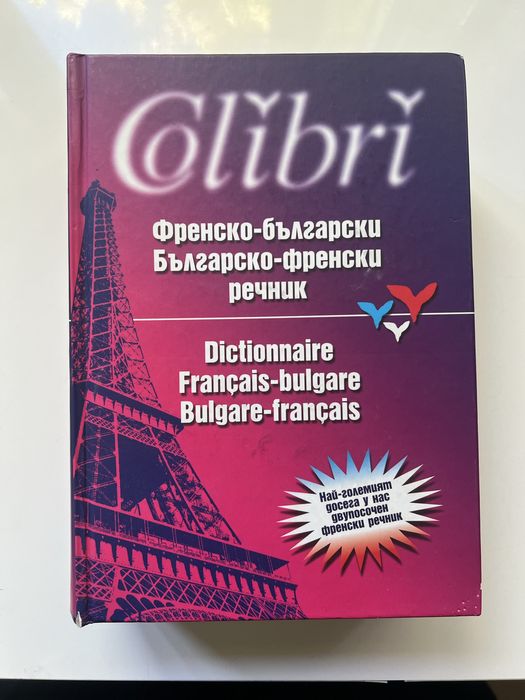 Colibri
Френско-български
Българско-френски
речник
Dictionnaire
Français-bulgare
Bulgare-français
Най-големият
досега у нас
двупосочен
френски речник